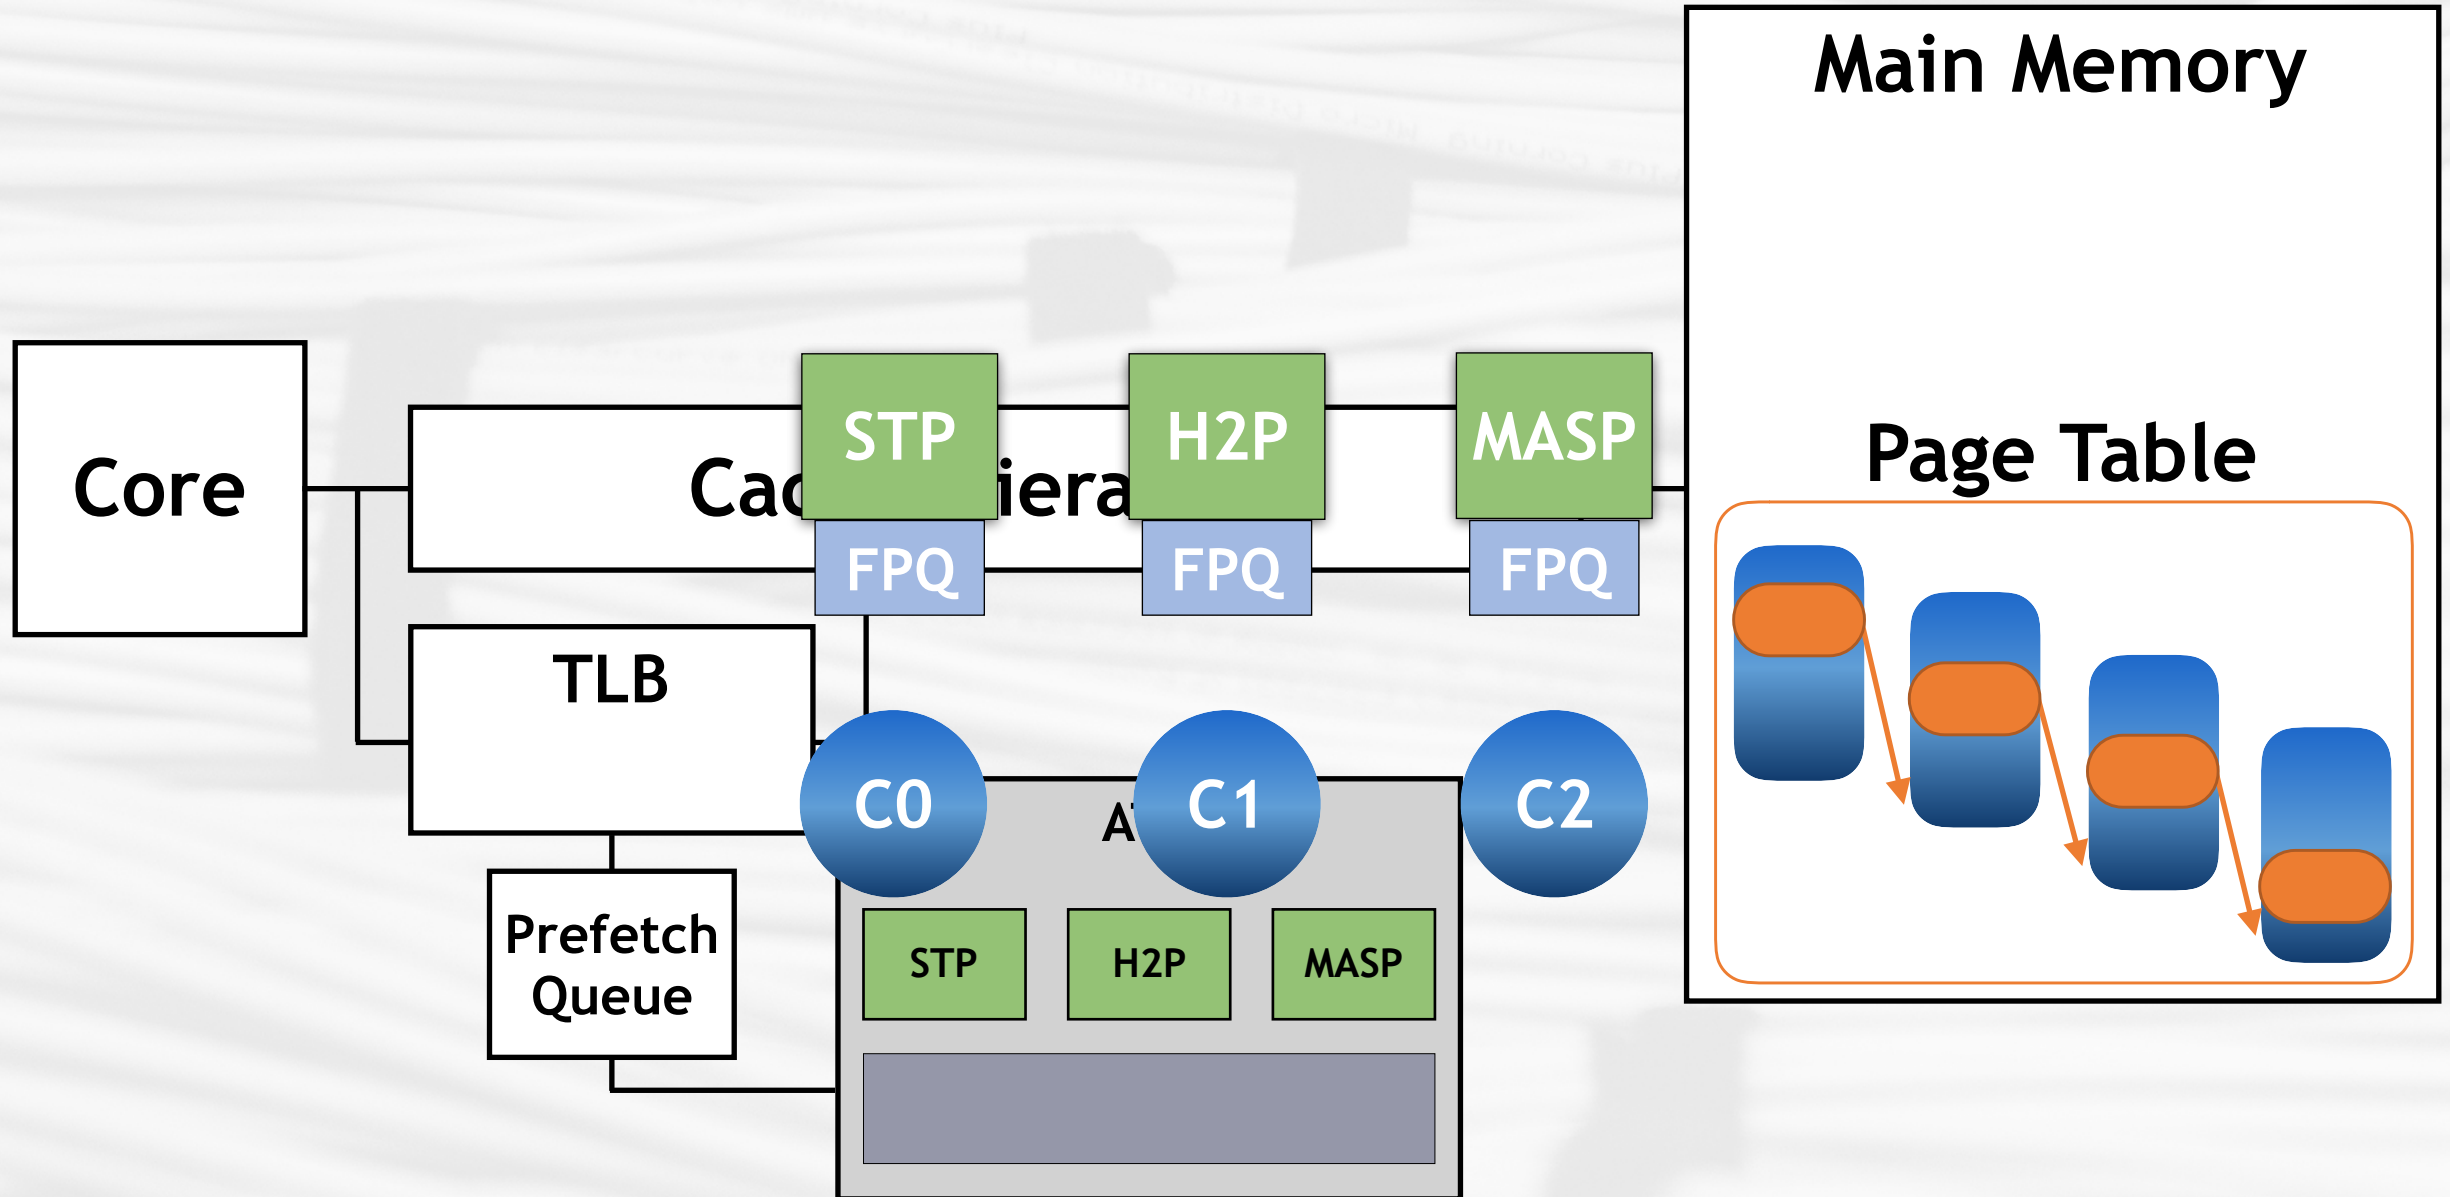 Main Memory
Core
STP
H2P
MASP
Page Table
FPQ
FPQ
FPQ
TLB
C0
C1
C2
Prefetch
Queue
STP
H2P
MASP